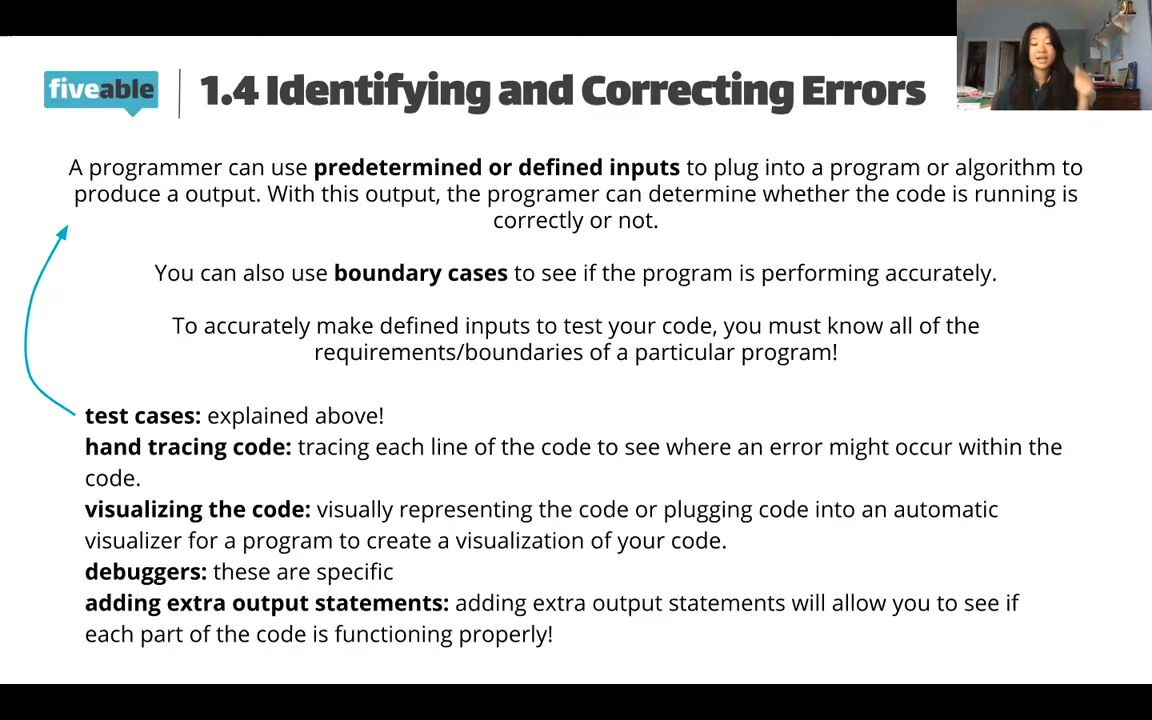 fiveable
1.4 Identifying and Correcting Errors
A programmer can use predetermined or defined inputs to plug into a program or algorithm to
produce a output. With this output, the programer can determine whether the code is running is
correctly or not.
You can also use boundary cases to see if the program is performing accurately.
To accurately make defined inputs to test your code, you must know all of the
requirements/boundaries of a particular program!
test cases: explained above!
hand tracing code: tracing each line of the code to see where an error might occur within the
code.
visualizing the code: visually representing the code or plugging code into an automatic
visualizer for a program to create a visualization of your code.
debuggers: these are specific
adding extra output statements: adding extra output statements will allow you to see if
each part of the code is functioning properly!